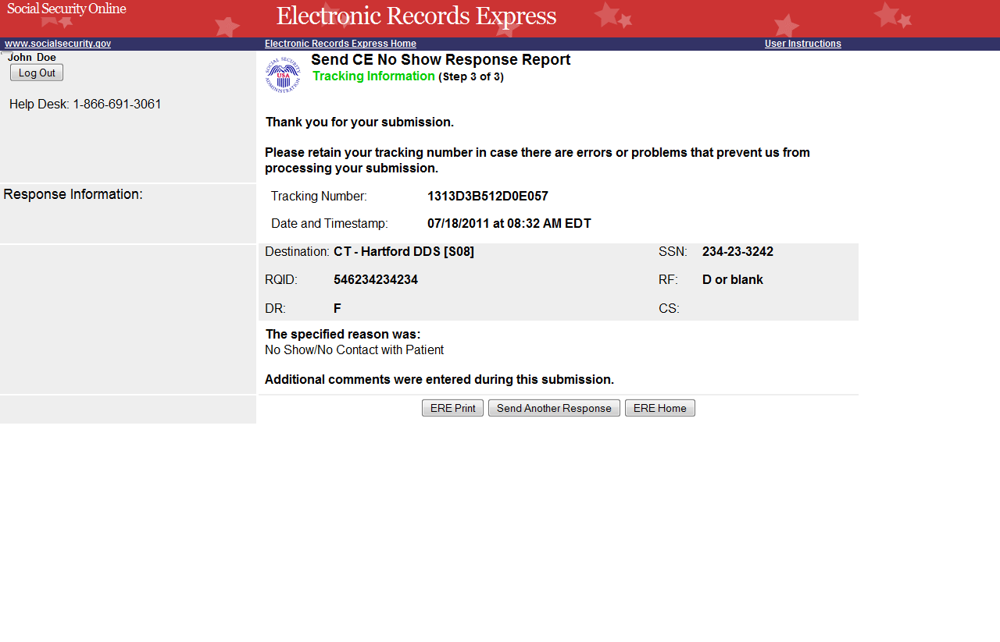 Social Security Online
Electronic Records Express
www.socialsecurity.gov
Electronic Records Express Home
User Instructions
John Doe
Log Out
Help Desk: 1-866-691-3061
SOCIAL SECURITY ADMINISTRATION
USA
Send CE No Show Response Report
Tracking Information (Step 3 of 3)
Thank you for your submission.
Please retain your tracking number in case there are errors or problems that prevent us from
processing your submission.
Response Information:
Tracking Number: 1313D3B512D0E057
Date and Timestamp: 07/18/2011 at 08:32 AM EDT
Destination: CT - Hartford DDS [S08] SSN: 234-23-3242
RQID: 546234234234 RF: D or blank
DR: F CS:
The specified reason was:
No Show/No Contact with Patient
Additional comments were entered during this submission.
ERE Print Send Another Response ERE Home